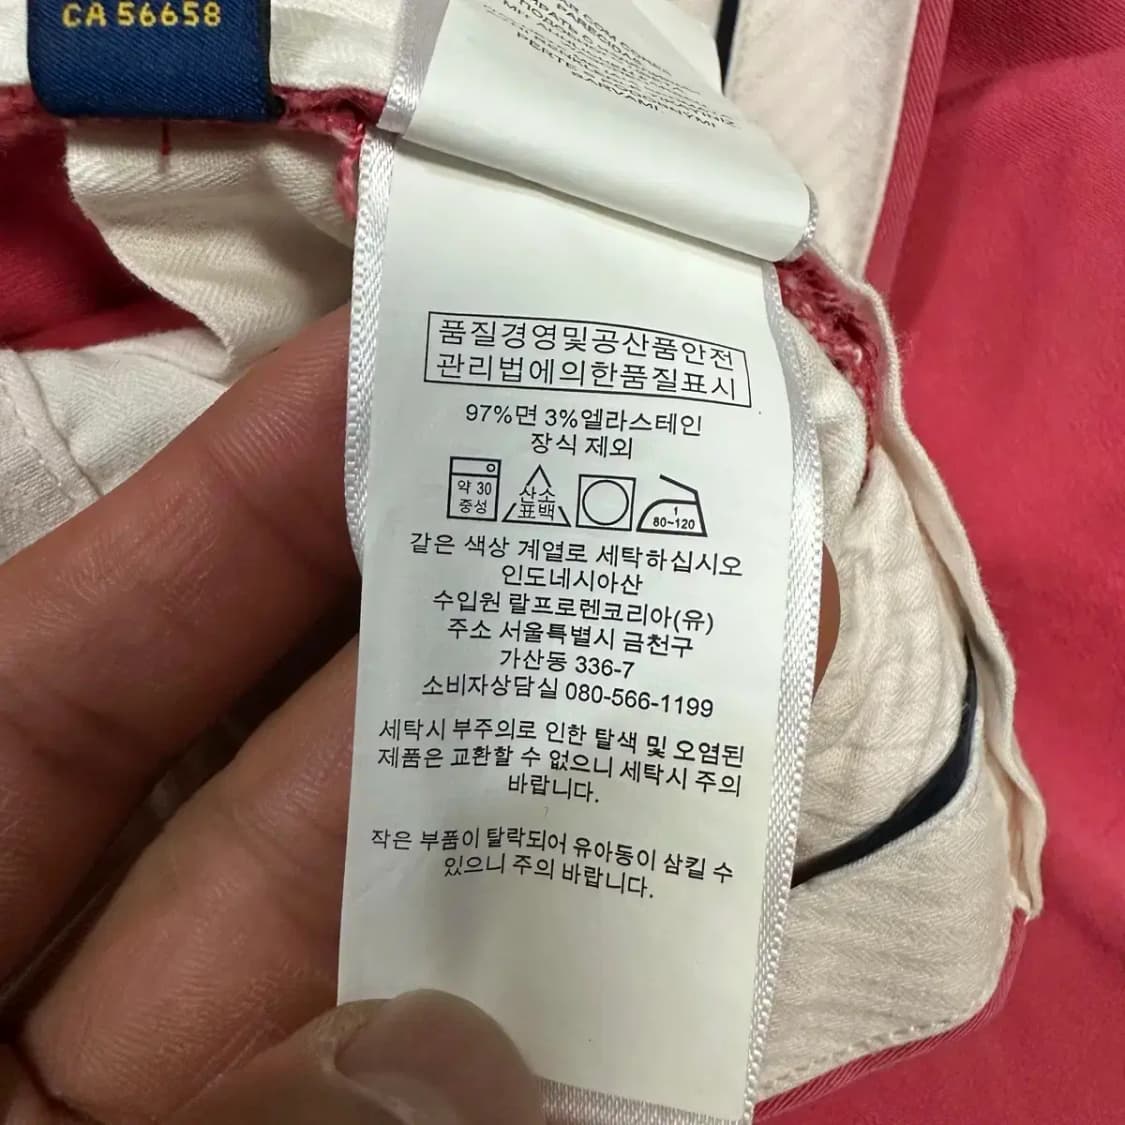 CA 56658
PARECIDOS
품질경영및공산품안전
관리법에의한품질표시
97%면 3%엘라스테인
장식 제외
약 30
중성
산소
표백
1
80~120
같은 색상 계열로 세탁하십시오
인도네시아산
수입원 랄프로렌코리아(유)
주소 서울특별시 금천구
가산동 336-7
소비자상담실 080-566-1199
세탁시 부주의로 인한 탈색 및 오염된
제품은 교환할 수 없으니 세탁시 주의
바랍니다.
작은 부품이 탈락되어 유아동이 삼킬 수
있으니 주의 바랍니다.